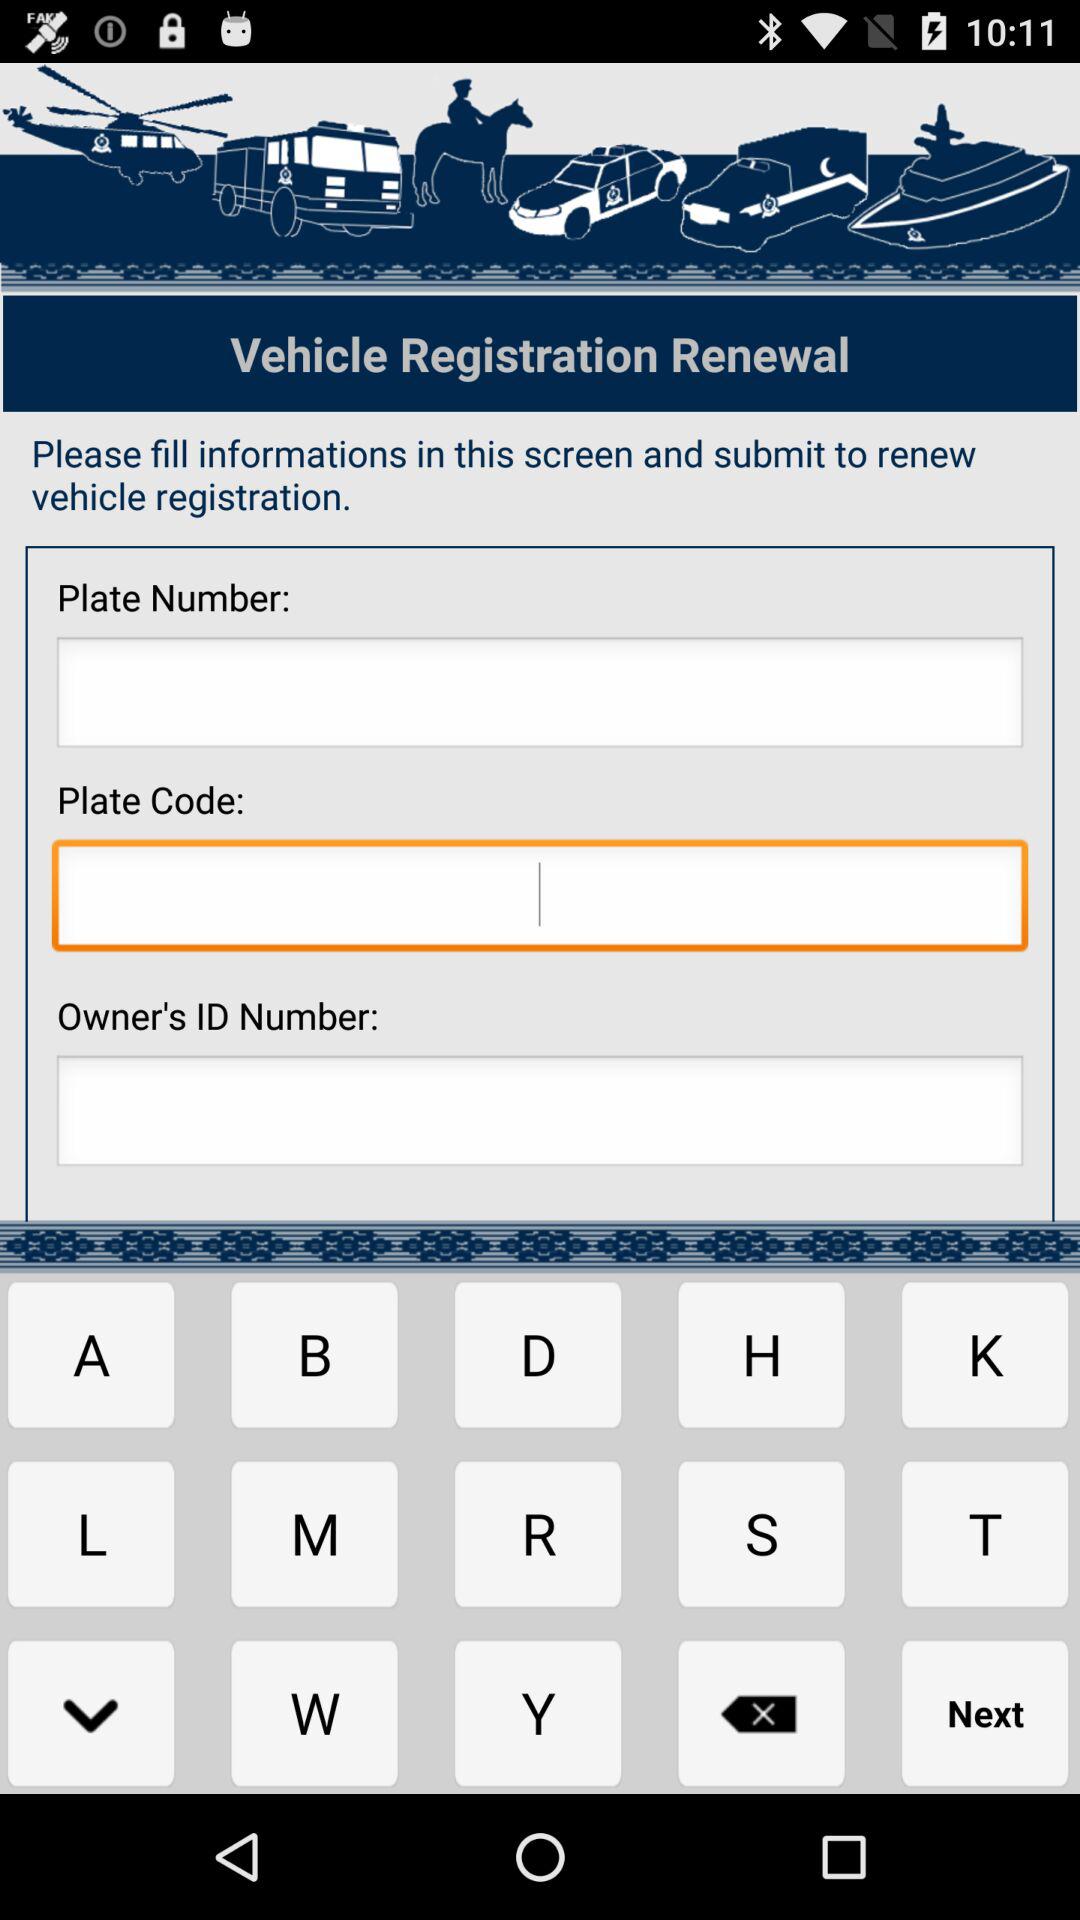 FAKE
10:11
Vehicle Registration Renewal
Please fill informations in this screen and submit to renew
vehicle registration.
Plate Number:
Plate Code:
Owner's ID Number:
A B D H K
L M R S T
W Y Next